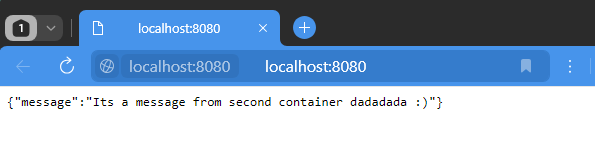 1
localhost:8080
localhost:8080 localhost:8080
{"message":"Its a message from second container dadadada :)"}